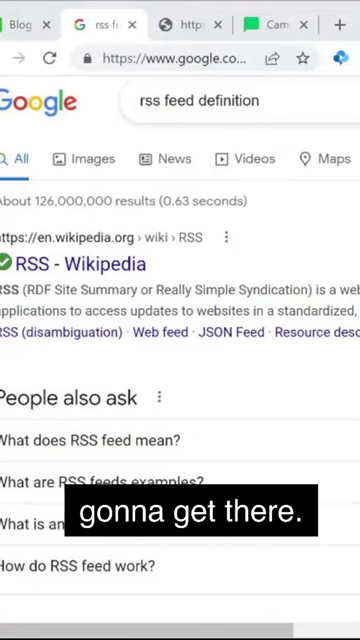 Blog
rss f
https
Cam
https://www.google.co...
Google
rss feed definition
All
Images
News
Videos
Maps
About 126,000,000 results (0.63 seconds)
https://en.wikipedia.org › wiki › RSS
RSS - Wikipedia
RSS (RDF Site Summary or Really Simple Syndication) is a web
applications to access updates to websites in a standardized,
RSS (disambiguation) · Web feed · JSON Feed · Resource desc
People also ask
What does RSS feed mean?
What are RSS feeds examples?
What is an
gonna get there.
How do RSS feed work?